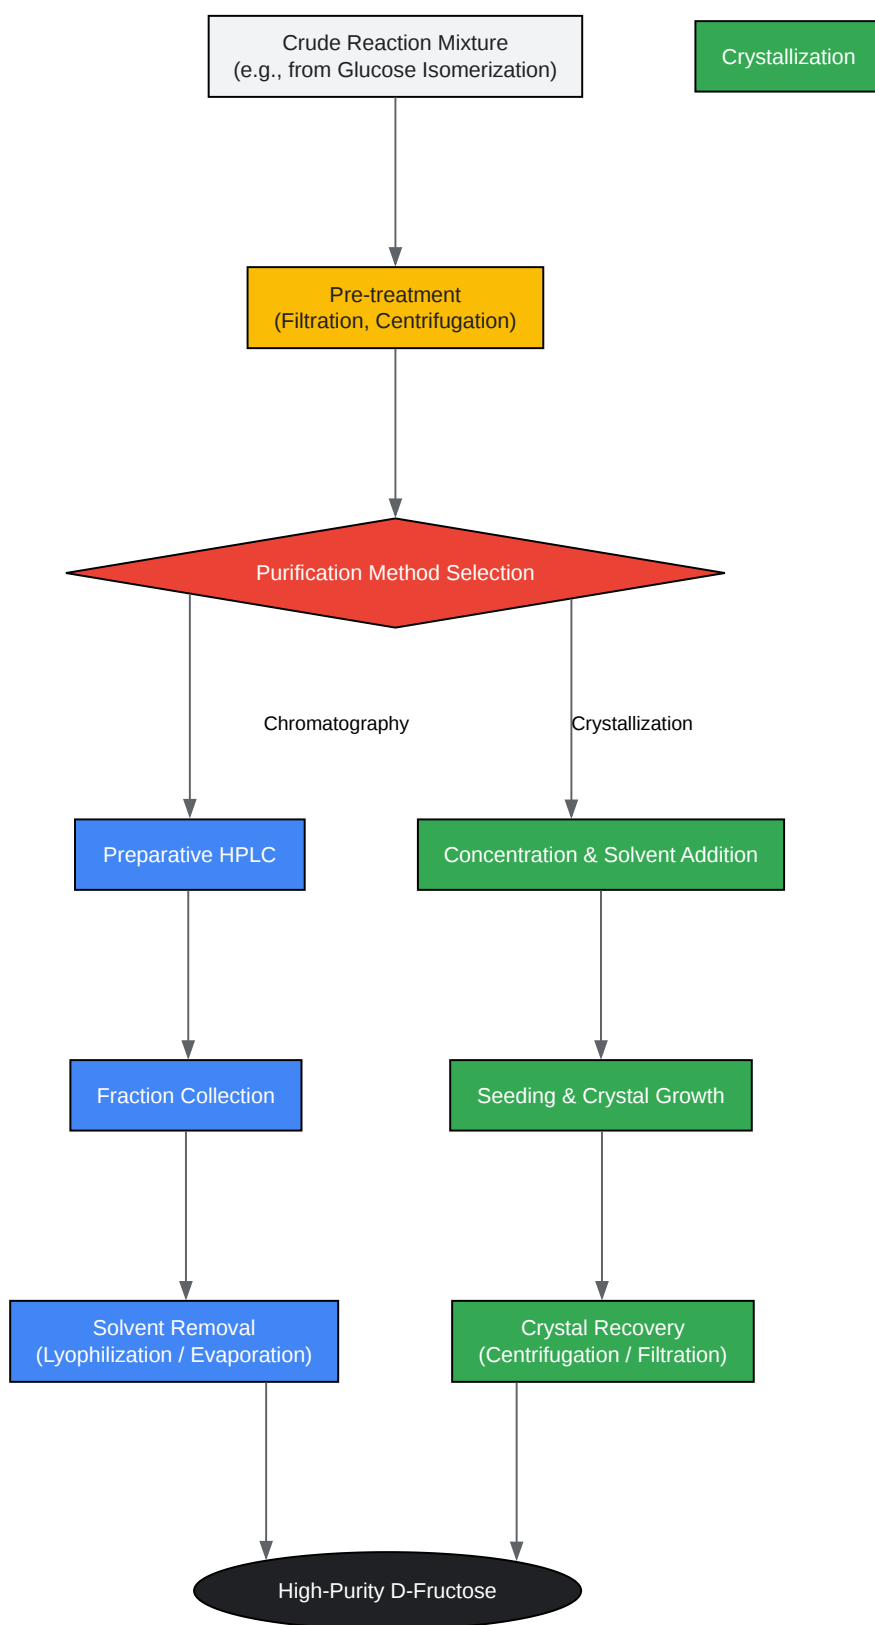 Crude Reaction Mixture
(e.g., from Glucose Isomerization)
Crystallization
Pre-treatment
(Filtration, Centrifugation)
Purification Method Selection
Chromatography
Crystallization
Preparative HPLC
Concentration & Solvent Addition
Fraction Collection
Seeding & Crystal Growth
Solvent Removal
(Lyophilization / Evaporation)
Crystal Recovery
(Centrifugation / Filtration)
High-Purity D-Fructose